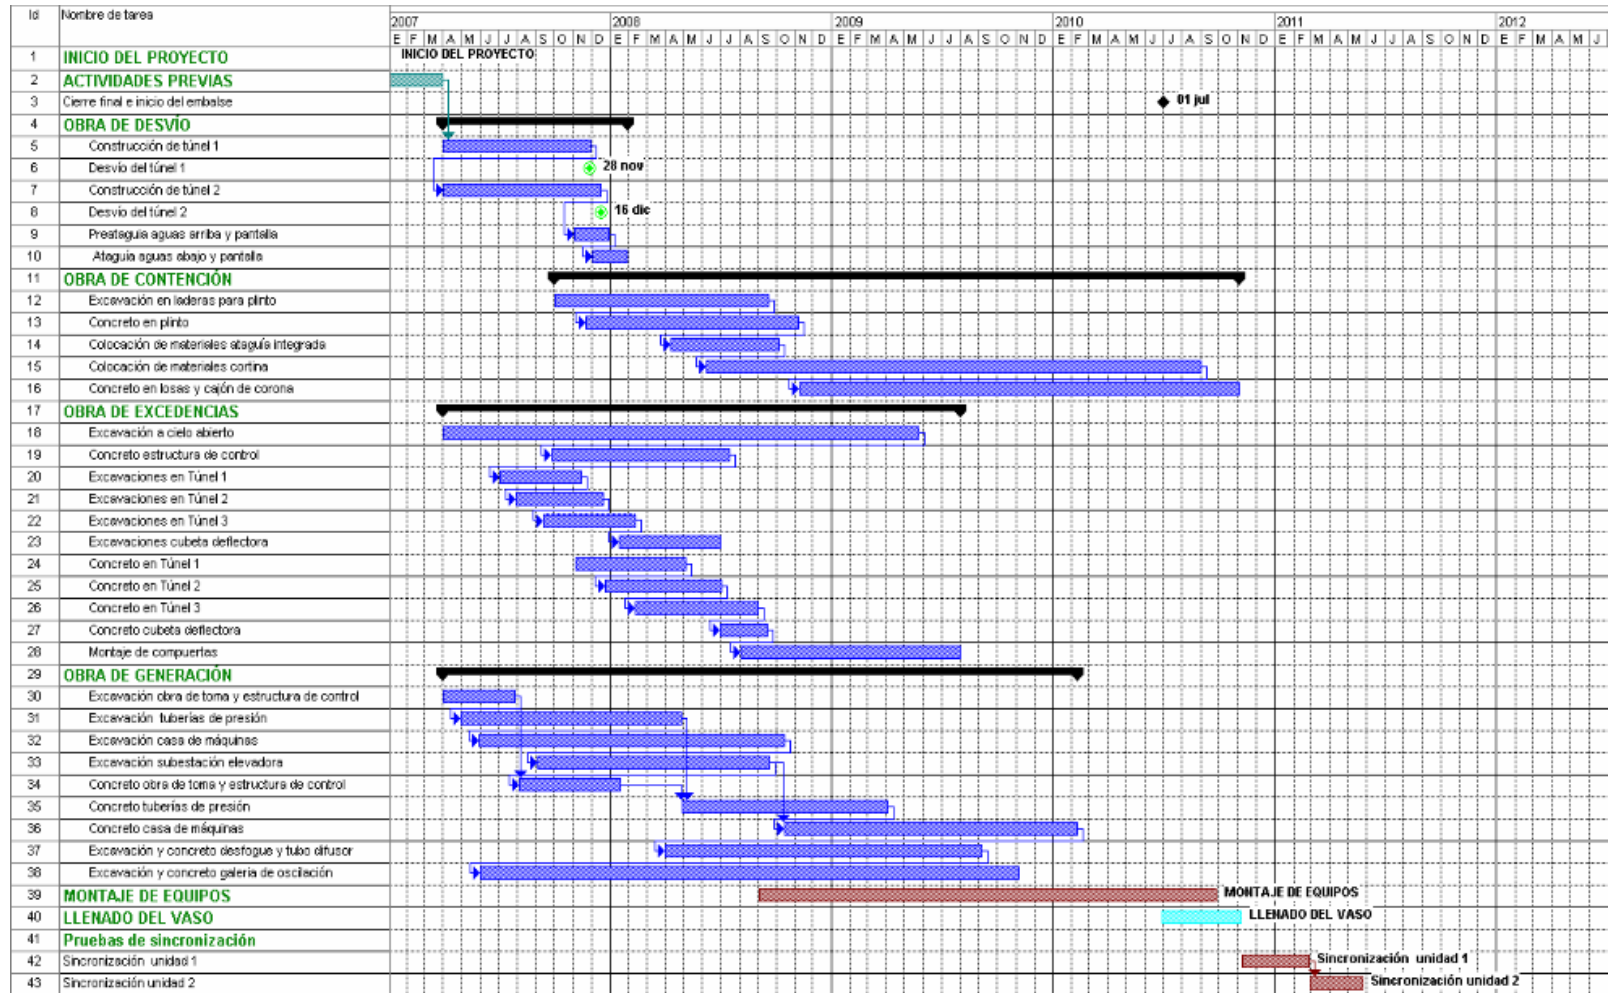 Id Nombre de tarea 2007 2008 2009 2010 2011 2012
E F M A M J J A S O N D E F M A M J J A S O N D E F M A M J J A S O N D E F M A M J J A S O N D E F M A M J J A S O N D E F M A M J
1 INICIO DEL PROYECTO INICIO DEL PROYECTO
2 ACTIVIDADES PREVIAS
3 Cierre final e inicio del embalse 01 jul
4 OBRA DE DESVÍO
5 Construcción de túnel 1
6 Desvío del túnel 1 28 nov
7 Construcción de túnel 2
8 Desvío del túnel 2 16 dic
9 Preataguía aguas arriba y pantalla
10 Ataguía aguas abajo y pantalla
11 OBRA DE CONTENCIÓN
12 Excavación en laderas para plinto
13 Concreto en plinto
14 Colocación de materiales ataguía integrada
15 Colocación de materiales cortina
16 Concreto en losas y cajón de corona
17 OBRA DE EXCEDENCIAS
18 Excavación a cielo abierto
19 Concreto estructura de control
20 Excavaciones en Túnel 1
21 Excavaciones en Túnel 2
22 Excavaciones en Túnel 3
23 Excavaciones cubeta deflectora
24 Concreto en Túnel 1
25 Concreto en Túnel 2
26 Concreto en Túnel 3
27 Concreto cubeta deflectora
28 Montaje de compuertas
29 OBRA DE GENERACIÓN
30 Excavación obra de toma y estructura de control
31 Excavación tuberías de presión
32 Excavación casa de máquinas
33 Excavación subestación elevadora
34 Concreto obra de toma y estructura de control
35 Concreto tuberías de presión
36 Concreto casa de máquinas
37 Excavación y concreto desfogue y tubo difusor
38 Excavación y concreto galería de oscilación
39 MONTAJE DE EQUIPOS MONTAJE DE EQUIPOS
40 LLENADO DEL VASO LLENADO DEL VASO
41 Pruebas de sincronización
42 Sincronización unidad 1 Sincronización unidad 1
43 Sincronización unidad 2 Sincronización unidad 2